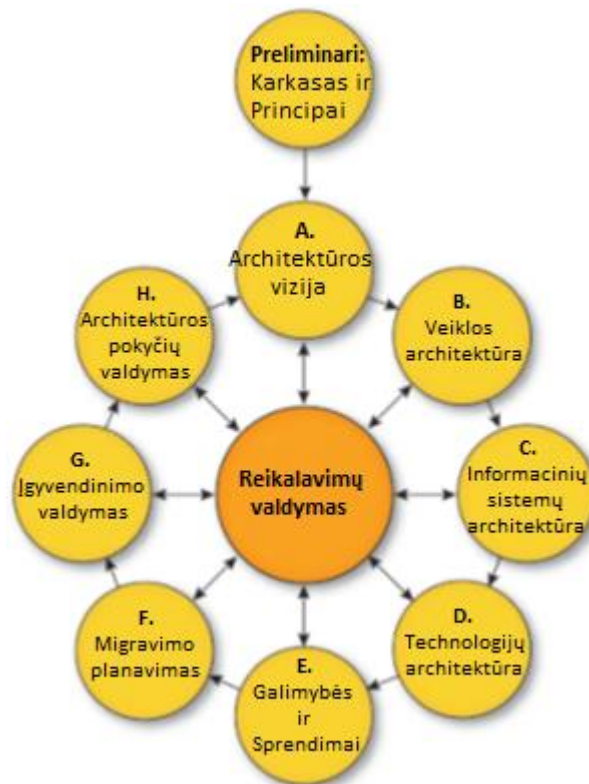 Preliminari:
Karkasas ir
Principai
A.
Architektūros
vizija
B.
Veiklos
architektūra
C.
Informacinių
sistemų
architektūra
D.
Technologijų
architektūra
E.
Galimybės
ir
Sprendimai
F.
Migravimo
planavimas
G.
Įgyvendinimo
valdymas
H.
Architektūros
pokyčių
valdymas
Reikalavimų
valdymas